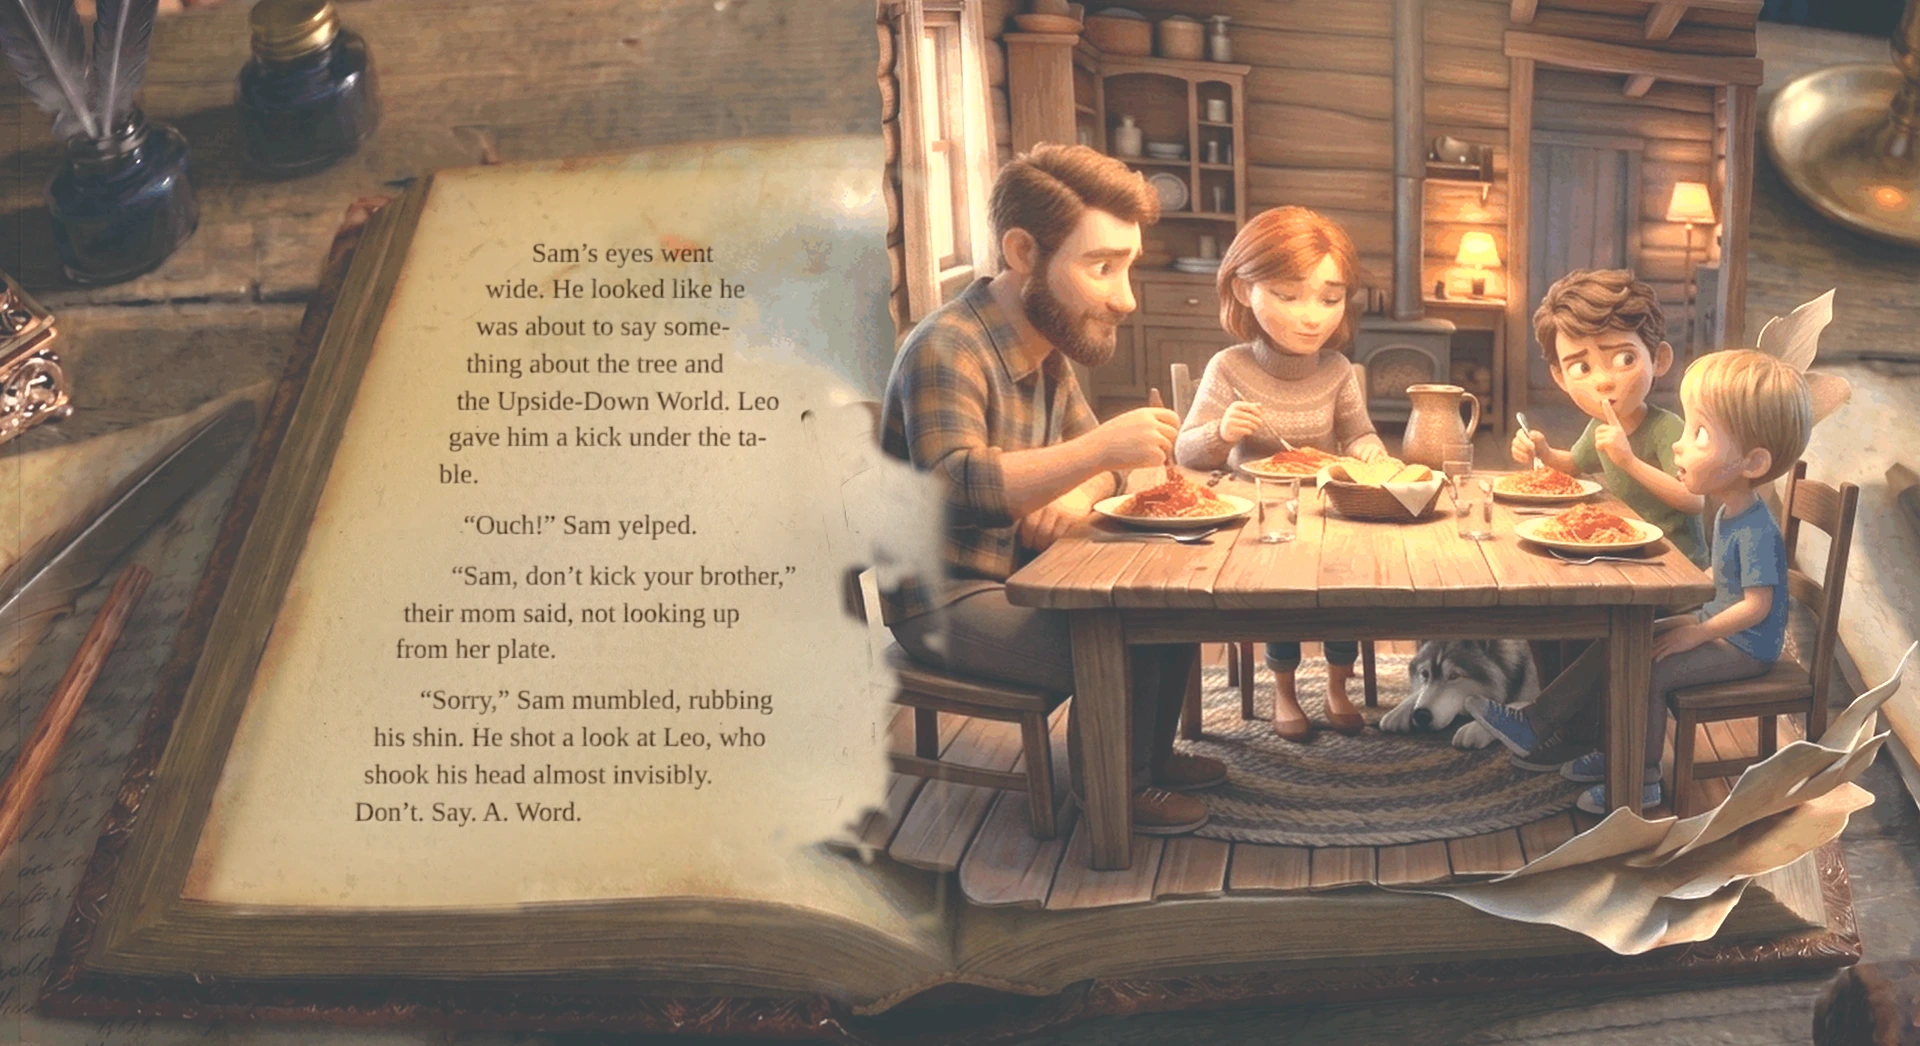 Sam’s eyes went
wide. He looked like he
was about to say some-
thing about the tree and
the Upside-Down World. Leo
gave him a kick under the ta-
ble.
“Ouch!” Sam yelped.
“Sam, don’t kick your brother,”
their mom said, not looking up
from her plate.
“Sorry,” Sam mumbled, rubbing
his shin. He shot a look at Leo, who
shook his head almost invisibly.
Don’t. Say. A. Word.